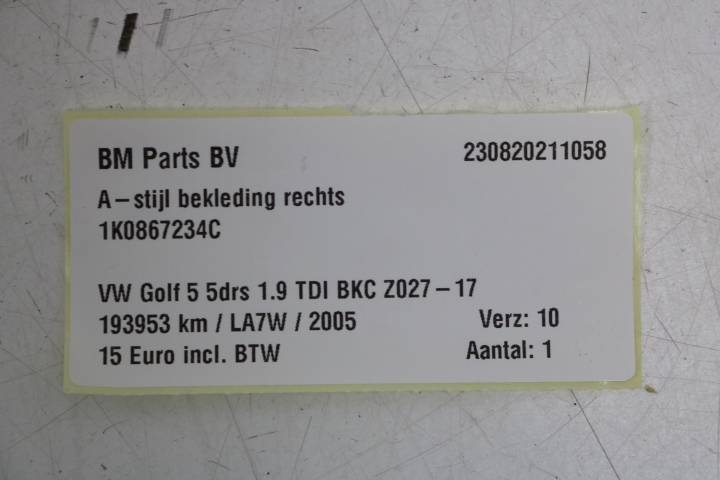 BM Parts BV 230820211058
A-stijl bekleding rechts
1K0867234C
VW Golf 5 5drs 1.9 TDI BKC Z027-17
193953 km / LA7W / 2005 Verz: 10
15 Euro incl. BTW Aantal: 1